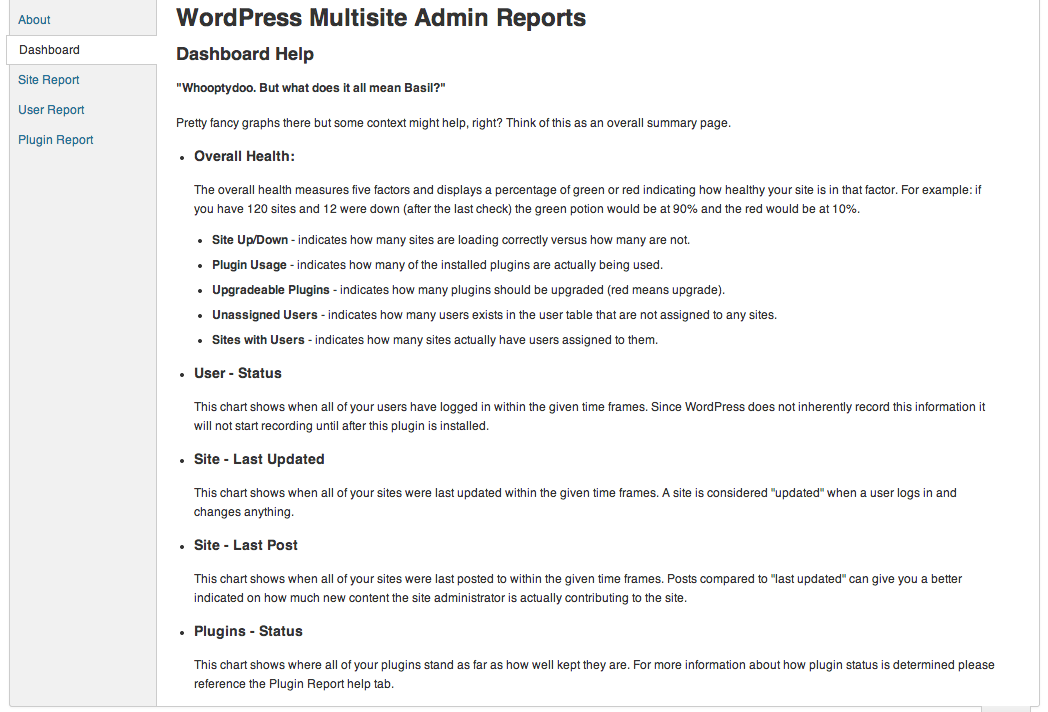 About
Dashboard
Site Report
User Report
Plugin Report
WordPress Multisite Admin Reports
Dashboard Help
"Whooptydoo. But what does it all mean Basil?"
Pretty fancy graphs there but some context might help, right? Think of this as an overall summary page.
• Overall Health:
The overall health measures five factors and displays a percentage of green or red indicating how healthy your site is in that factor. For example: if
you have 120 sites and 12 were down (after the last check) the green potion would be at 90% and the red would be at 10%.
• Site Up/Down - indicates how many sites are loading correctly versus how many are not.
• Plugin Usage - indicates how many of the installed plugins are actually being used.
• Upgradeable Plugins - indicates how many plugins should be upgraded (red means upgrade).
• Unassigned Users - indicates how many users exists in the user table that are not assigned to any sites.
• Sites with Users - indicates how many sites actually have users assigned to them.
• User - Status
This chart shows when all of your users have logged in within the given time frames. Since WordPress does not inherently record this information it
will not start recording until after this plugin is installed.
• Site - Last Updated
This chart shows when all of your sites were last updated within the given time frames. A site is considered "updated" when a user logs in and
changes anything.
• Site - Last Post
This chart shows when all of your sites were last posted to within the given time frames. Posts compared to "last updated" can give you a better
indicated on how much new content the site administrator is actually contributing to the site.
• Plugins - Status
This chart shows where all of your plugins stand as far as how well kept they are. For more information about how plugin status is determined please
reference the Plugin Report help tab.